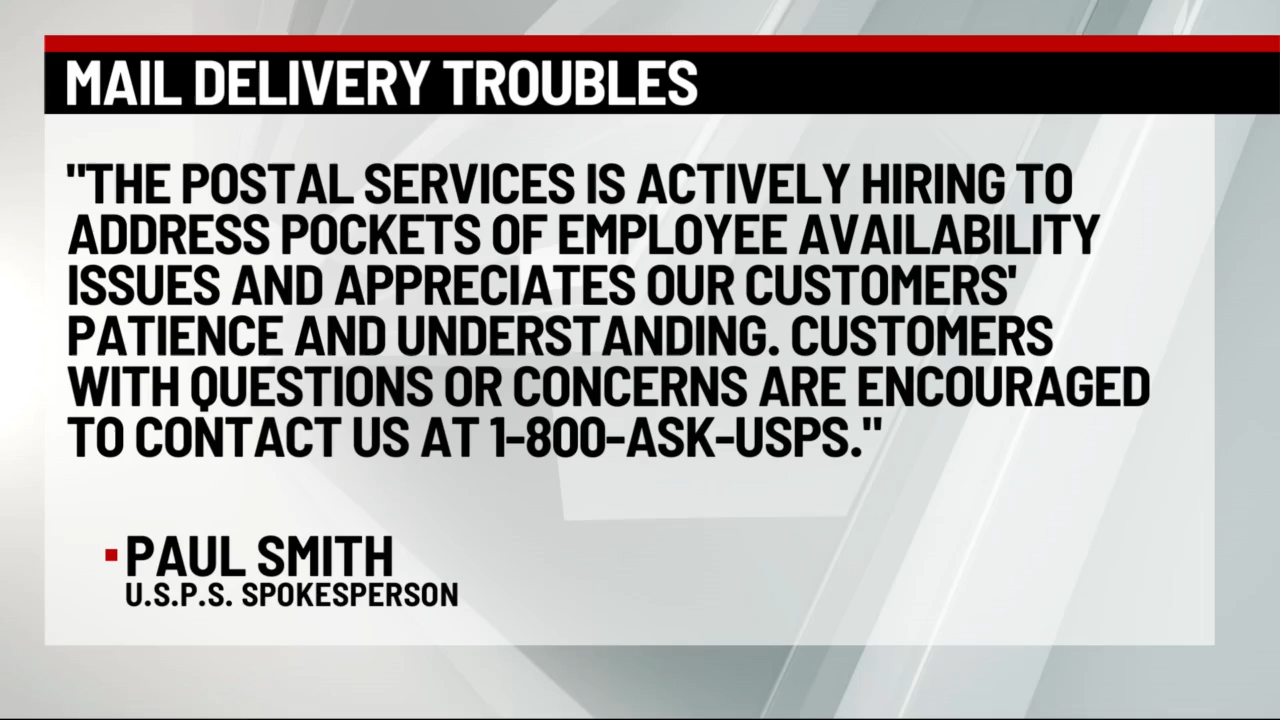 MAIL DELIVERY TROUBLES
"THE POSTAL SERVICES IS ACTIVELY HIRING TO
ADDRESS POCKETS OF EMPLOYEE AVAILABILITY
ISSUES AND APPRECIATES OUR CUSTOMERS'
PATIENCE AND UNDERSTANDING. CUSTOMERS
WITH QUESTIONS OR CONCERNS ARE ENCOURAGED
TO CONTACT US AT 1-800-ASK-USPS."
PAUL SMITH
U.S.P.S. SPOKESPERSON